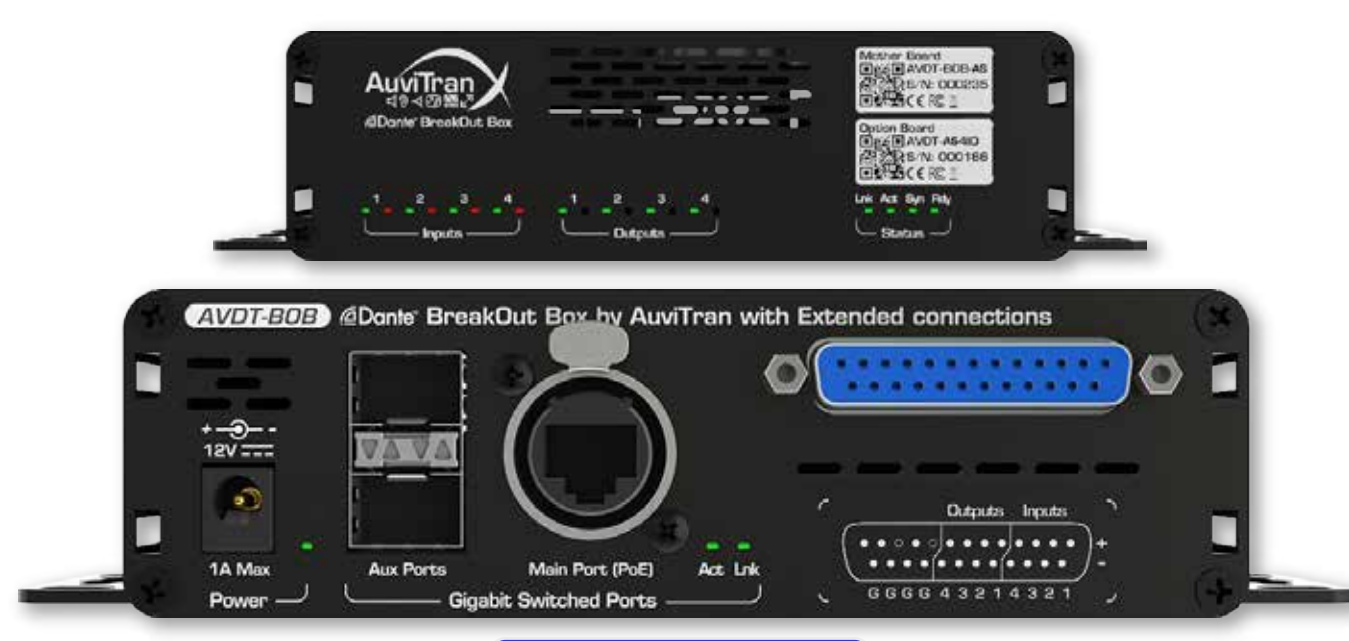 AuviTran
Dante BreakOut Box
Mother Board
AVDT-BOB-AS
S/N: 000235
CE
Option Board
AVDT-AS4IO
S/N: 000166
CE
1 2 3 4
Inputs
1 2 3 4
Outputs
Lnk Act Syn Rdy
Status
AVDT-BOB Dante BreakOut Box by AuviTran with Extended connections
+ -
12V
1A Max
Power
Aux Ports
Main Port (PoE)
Act Lnk
Gigabit Switched Ports
Outputs Inputs
+
-
G G G G 4 3 2 1 4 3 2 1